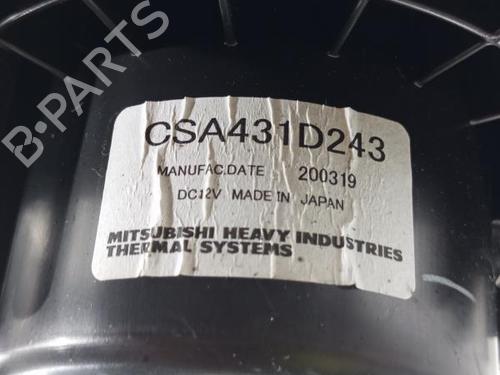 B-PARTS
CSA431D243
MANUFAC.DATE 200319
DC12V MADE IN JAPAN
MITSUBISHI HEAVY INDUSTRIES
THERMAL SYSTEMS